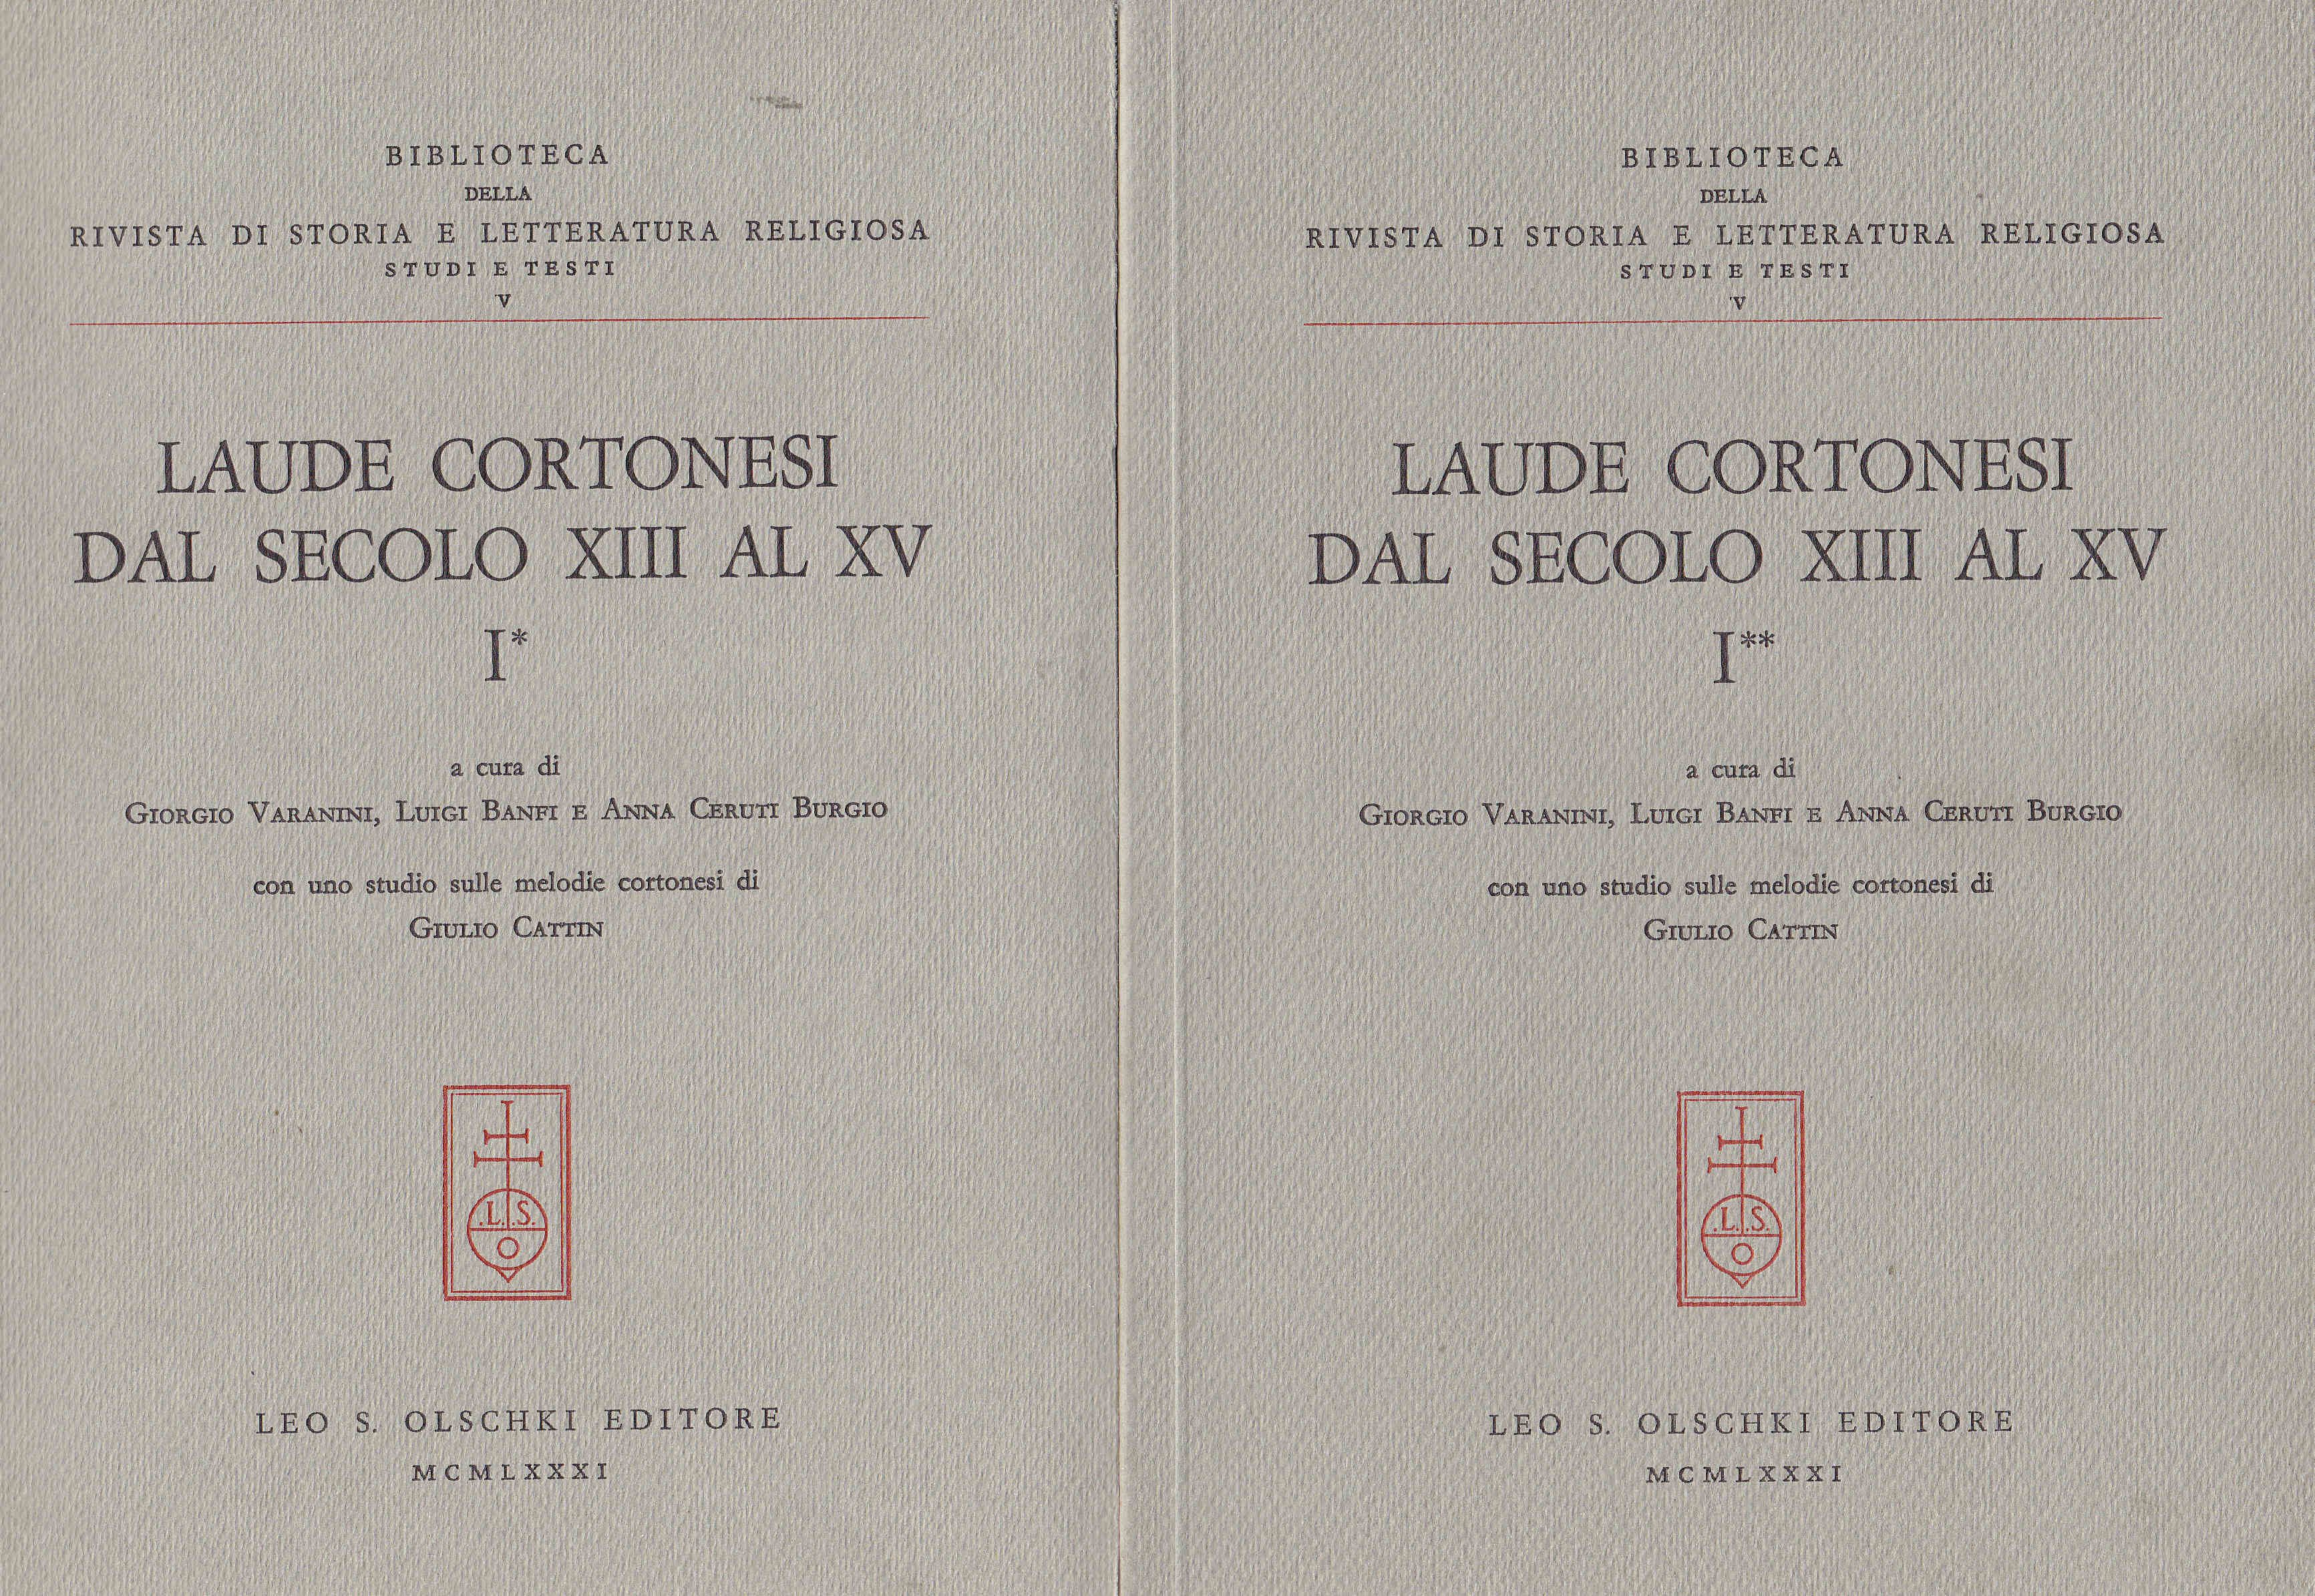 BIBLIOTECA
DELLA
RIVISTA DI STORIA E LETTERATURA RELIGIOSA
STUDI E TESTI
V
LAUDE CORTONESI
DAL SECOLO XIII AL XV
I*
a cura di
GIORGIO VARANINI, LUIGI BANFI E ANNA CERUTI BURGIO
con uno studio sulle melodie cortonesi di
GIULIO CATTIN
.L.S.
O
LEO S. OLSCHKI EDITORE
MCMLXXXI
BIBLIOTECA
DELLA
RIVISTA DI STORIA E LETTERATURA RELIGIOSA
STUDI E TESTI
V
LAUDE CORTONESI
DAL SECOLO XIII AL XV
I**
a cura di
GIORGIO VARANINI, LUIGI BANFI E ANNA CERUTI BURGIO
con uno studio sulle melodie cortonesi di
GIULIO CATTIN
.L.S.
O
LEO S. OLSCHKI EDITORE
MCMLXXXI